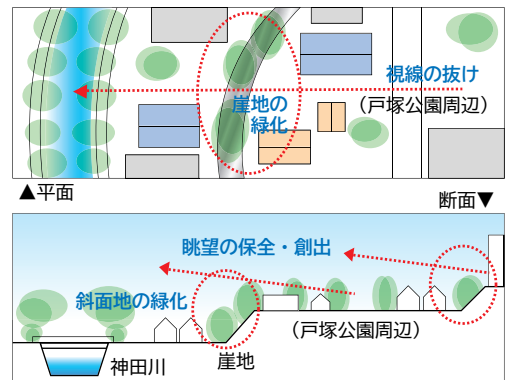 視線の抜け
（戸塚公園周辺）
崖地の
緑化
▲平面
断面▼
眺望の保全・創出
斜面地の緑化
（戸塚公園周辺）
神田川
崖地